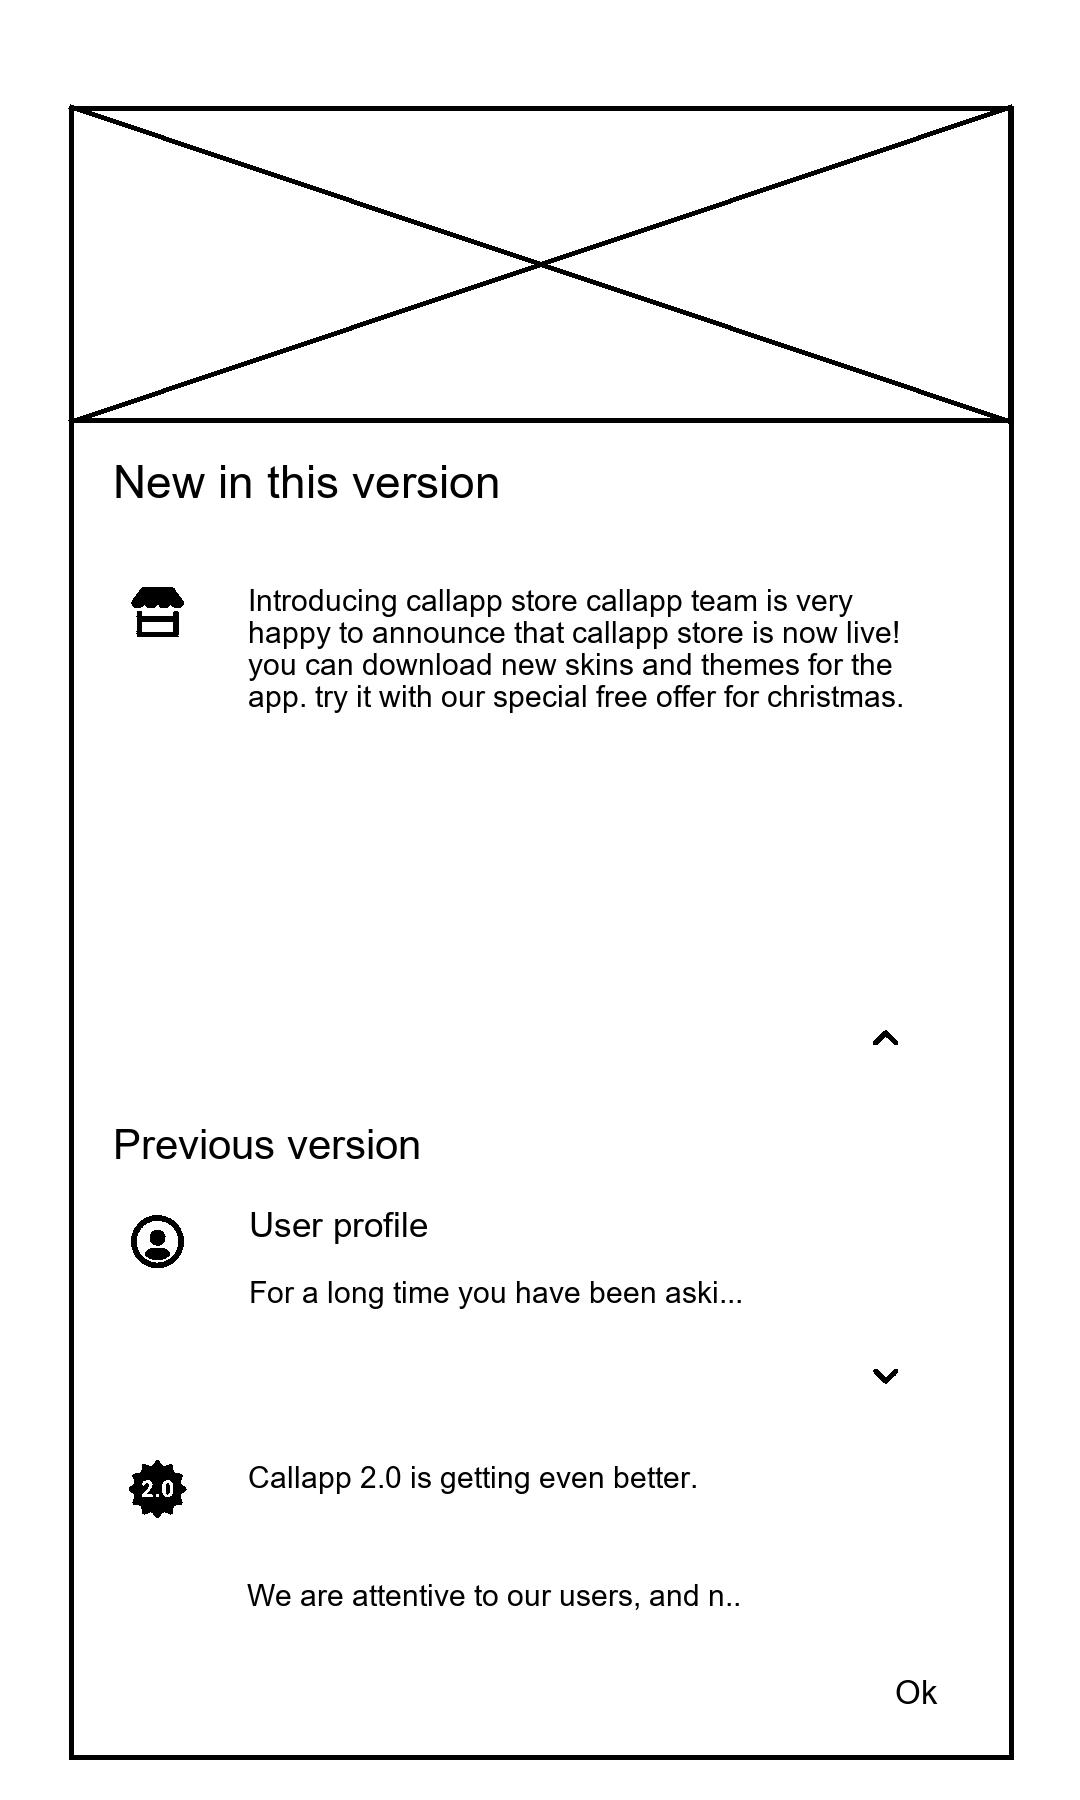 New in this version
Introducing callapp store callapp team is very
happy to announce that callapp store is now live!
you can download new skins and themes for the
app. try it with our special free offer for christmas.
Previous version
User profile
For a long time you have been aski...
2.0
Callapp 2.0 is getting even better.
We are attentive to our users, and n..
Ok